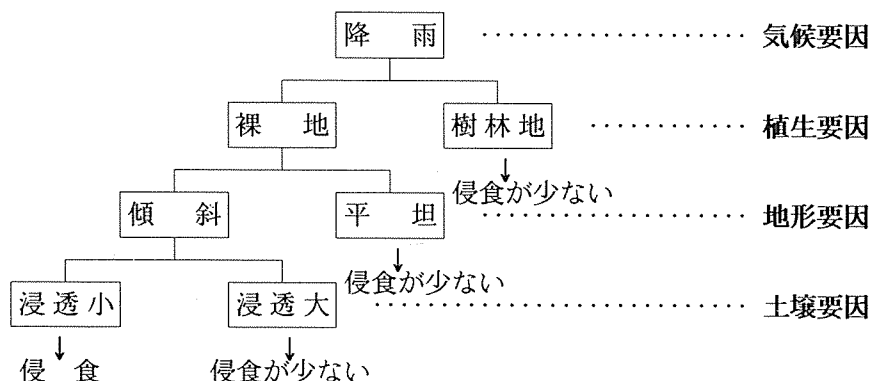 降　雨 ‥‥‥‥‥‥‥‥‥‥ 気候要因
裸　地 樹林地 ‥‥‥‥‥‥ 植生要因
侵食が少ない
傾　斜 平　坦 ‥‥‥‥‥‥‥‥‥‥ 地形要因
侵食が少ない
浸透小 浸透大 ‥‥‥‥‥‥‥‥‥‥‥‥‥‥ 土壌要因
侵　食 侵食が少ない